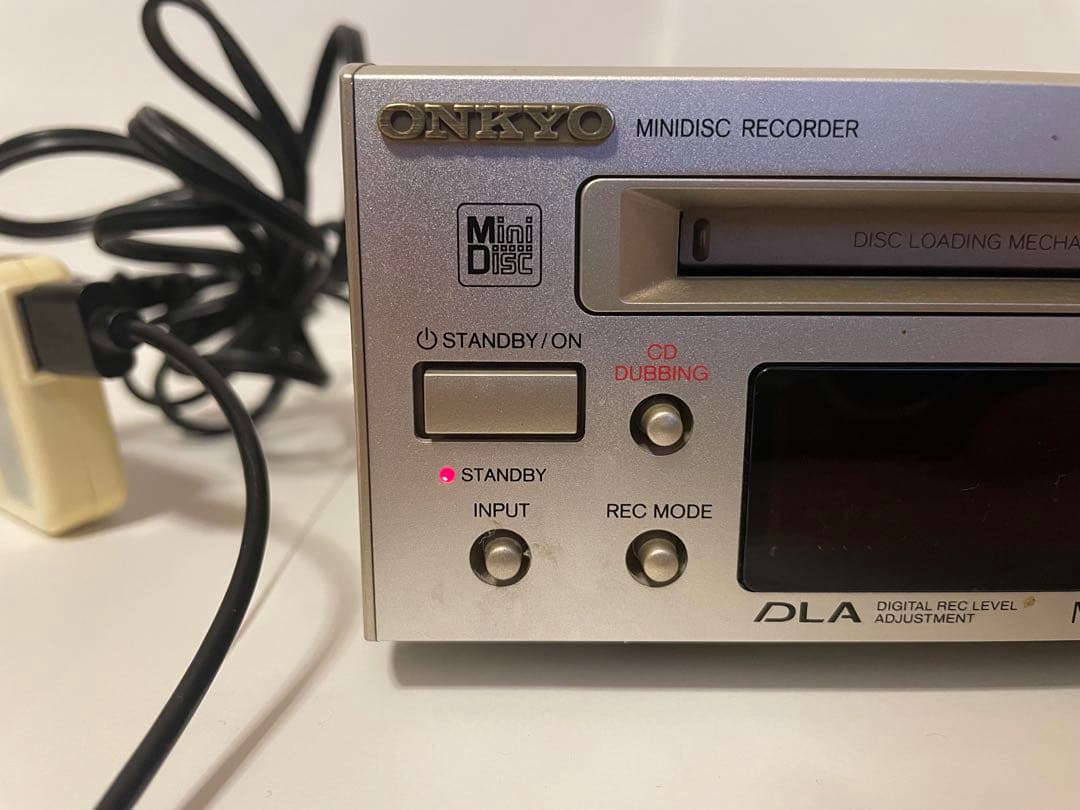 ONKYO MINIDISC RECORDER
Mini
Disc
DISC LOADING
STANDBY/ON
CD
DUBBING
STANDBY
INPUT
REC MODE
DLA
DIGITAL REC LEVEL
ADJUSTMENT